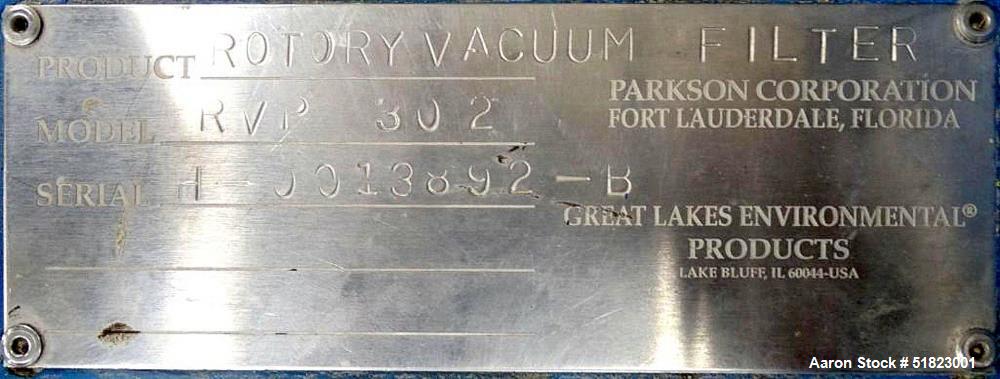 PRODUCT ROTORY VACUUM FILTER
PARKSON CORPORATION
MODEL RVP 302
FORT LAUDERDALE, FLORIDA
SERIAL H-0013892-B
GREAT LAKES ENVIRONMENTAL®
PRODUCTS
LAKE BLUFF, IL 60044-USA
Aaron Stock # 51823001